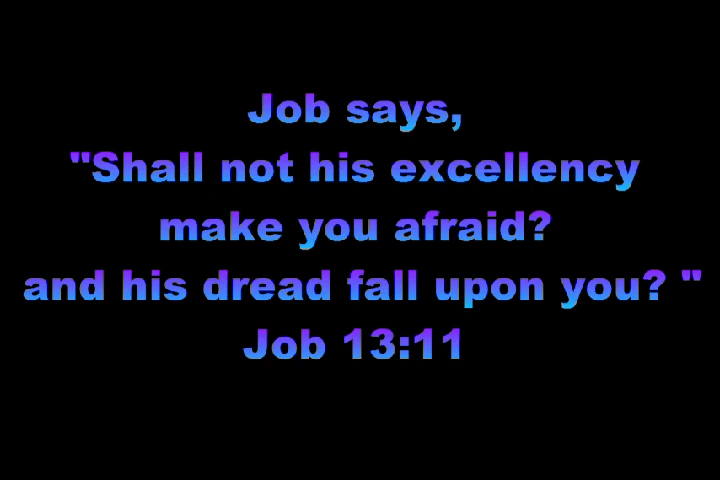 Job says,
"Shall not his excellency
make you afraid?
and his dread fall upon you? "
Job 13:11